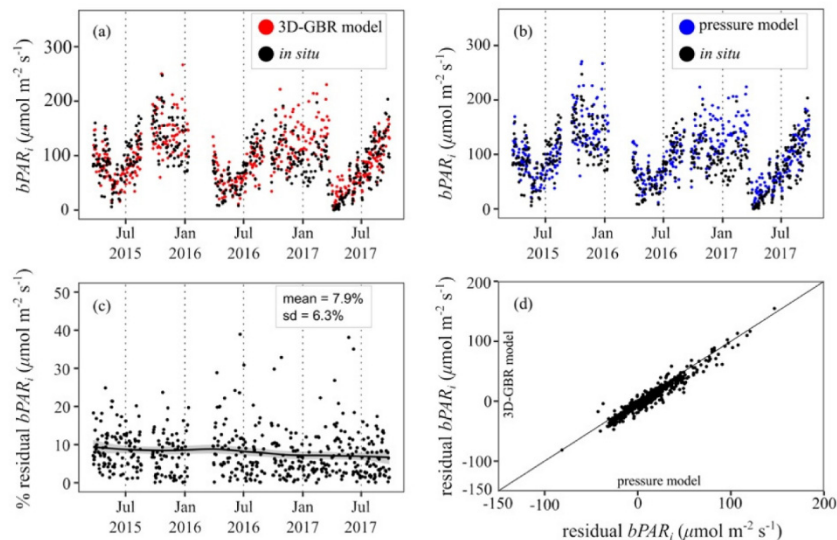 (a)
3D-GBR model
in situ
bPARᵢ (μmol m⁻² s⁻¹)
300
200
100
0
Jul
2015
Jan
2016
Jul
2016
Jan
2017
Jul
2017
(b)
pressure model
in situ
bPARᵢ (μmol m⁻² s⁻¹)
300
200
100
0
Jul
2015
Jan
2016
Jul
2016
Jan
2017
Jul
2017
(c)
mean = 7.9%
sd = 6.3%
% residual bPARᵢ (μmol m⁻² s⁻¹)
50
40
30
20
10
0
Jul
2015
Jan
2016
Jul
2016
Jan
2017
Jul
2017
(d)
residual bPARᵢ (μmol m⁻² s⁻¹)
3D-GBR model
200
100
0
-100
-150
pressure model
-150
-100
0
100
200
residual bPARᵢ (μmol m⁻² s⁻¹)